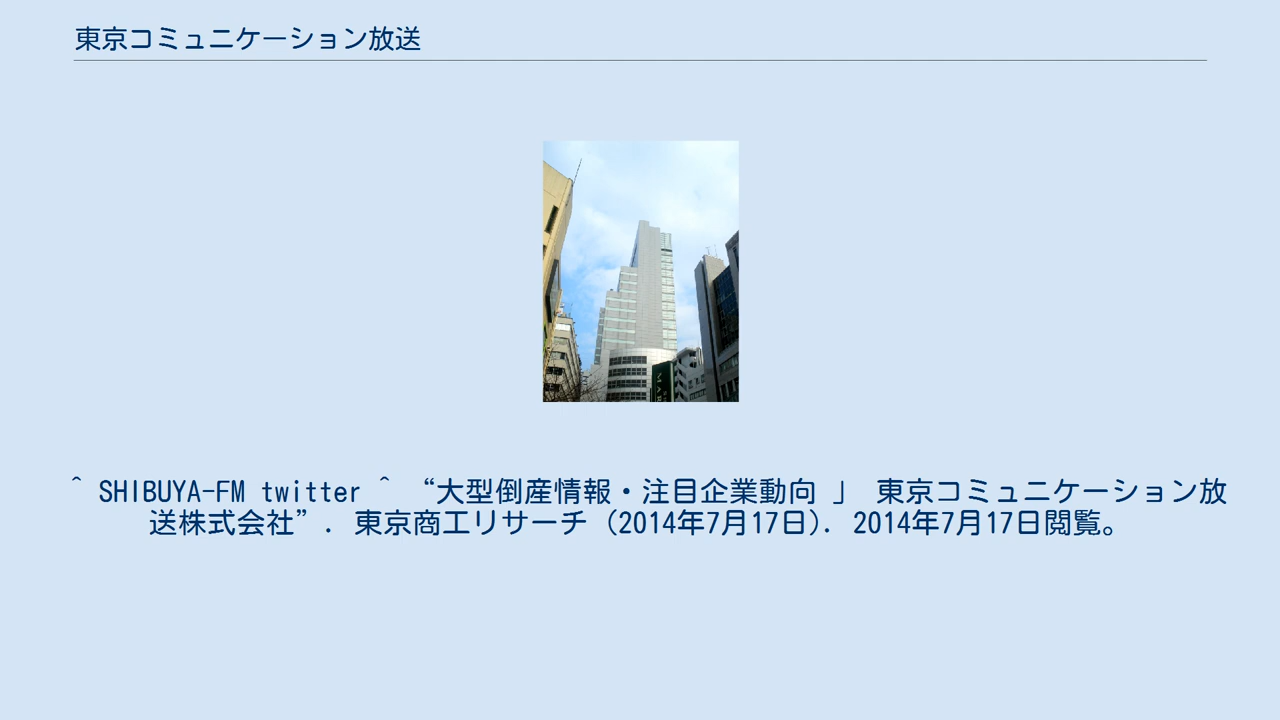 東京コミュニケーション放送
^ SHIBUYA-FM twitter ^ “大型倒産情報・注目企業動向 」 東京コミュニケーション放
送株式会社”. 東京商工リサーチ (2014年7月17日). 2014年7月17日閲覧。